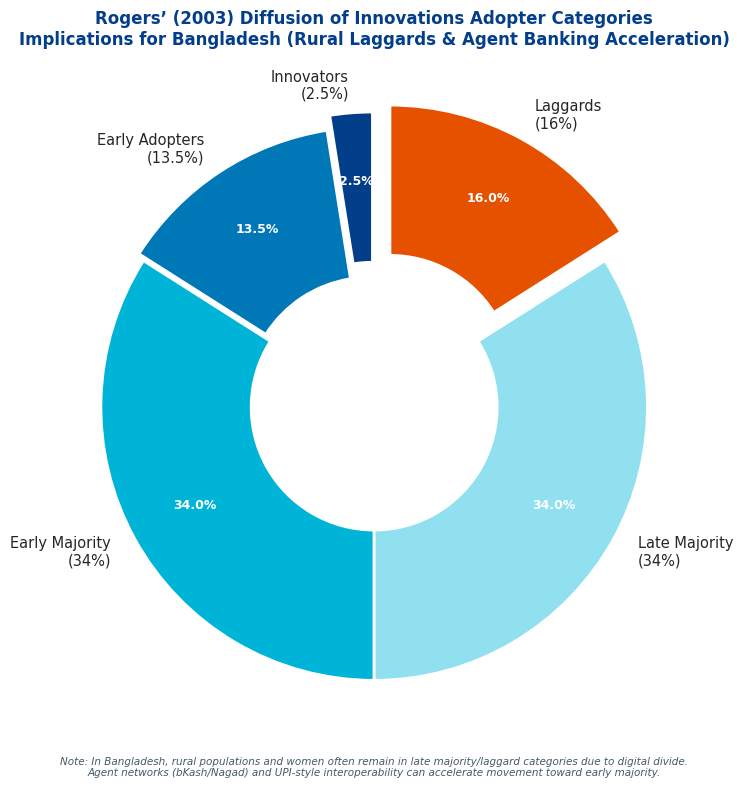 Rogers’ (2003) Diffusion of Innovations Adopter Categories
Implications for Bangladesh (Rural Laggards & Agent Banking Acceleration)
Innovators
(2.5%)
Laggards
(16%)
Early Adopters
(13.5%)
2.5%
16.0%
13.5%
34.0%
34.0%
Early Majority
(34%)
Late Majority
(34%)
Note: In Bangladesh, rural populations and women often remain in late majority/laggard categories due to digital divide.
Agent networks (bKash/Nagad) and UPI-style interoperability can accelerate movement toward early majority.